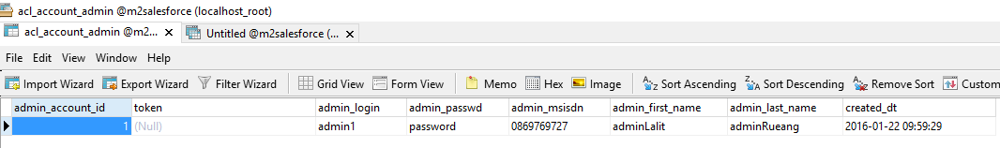 acl_account_admin @m2salesforce (localhost_root)
acl_account_admin @m2... Untitled @m2salesforce (...
File Edit View Window Help
Import Wizard Export Wizard Filter Wizard Grid View Form View Memo Hex Image Sort Ascending Sort Descending Remove Sort Custom
admin_account_id token admin_login admin_passwd admin_msisdn admin_first_name admin_last_name created_dt
1 (Null) admin1 password 0869769727 adminLalit adminRueang 2016-01-22 09:59:29